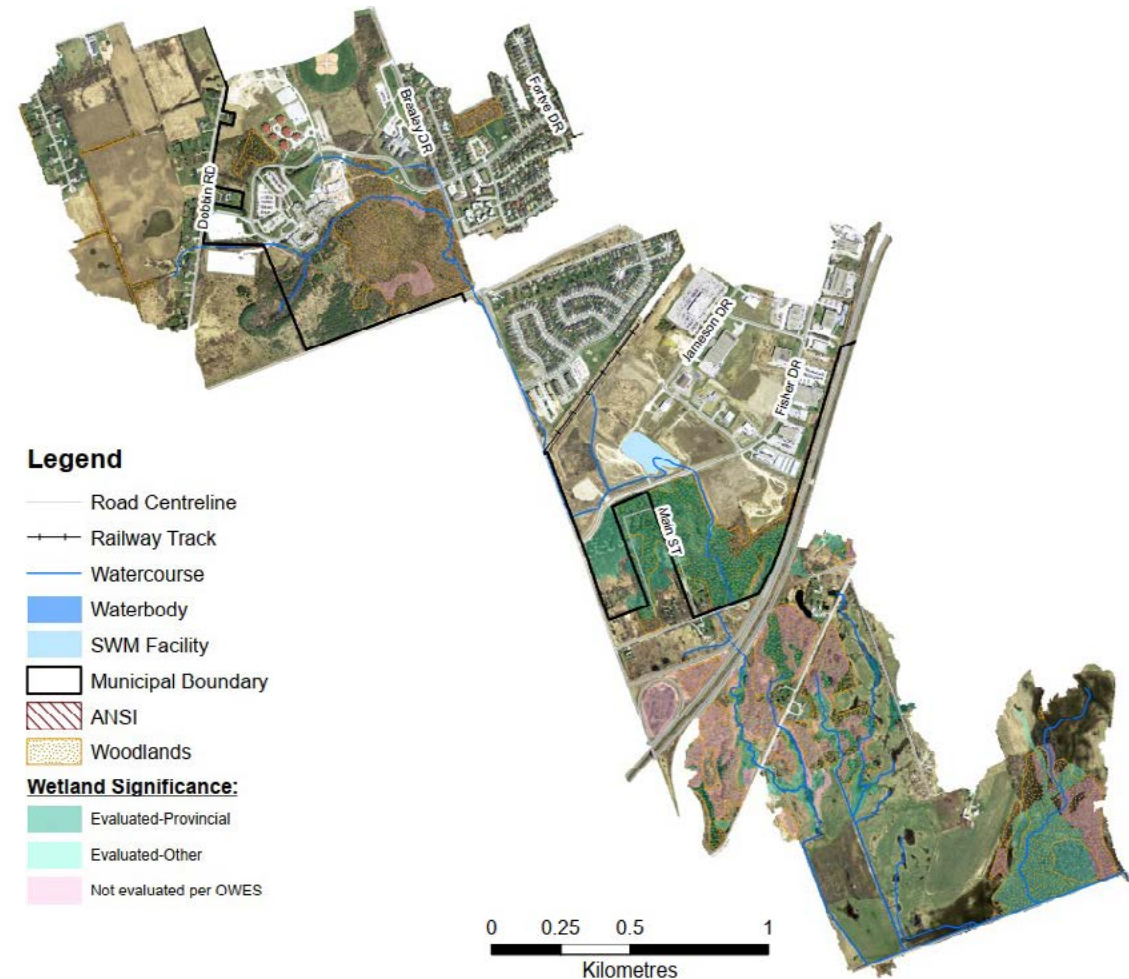 Fortye DR
Brealey DR
Dobbin RD
Jameson DR
Fisher DR
Main ST
Legend
Road Centreline
Railway Track
Watercourse
Waterbody
SWM Facility
Municipal Boundary
ANSI
Woodlands
Wetland Significance:
Evaluated-Provincial
Evaluated-Other
Not evaluated per OWES
0 0.25 0.5 1
Kilometres